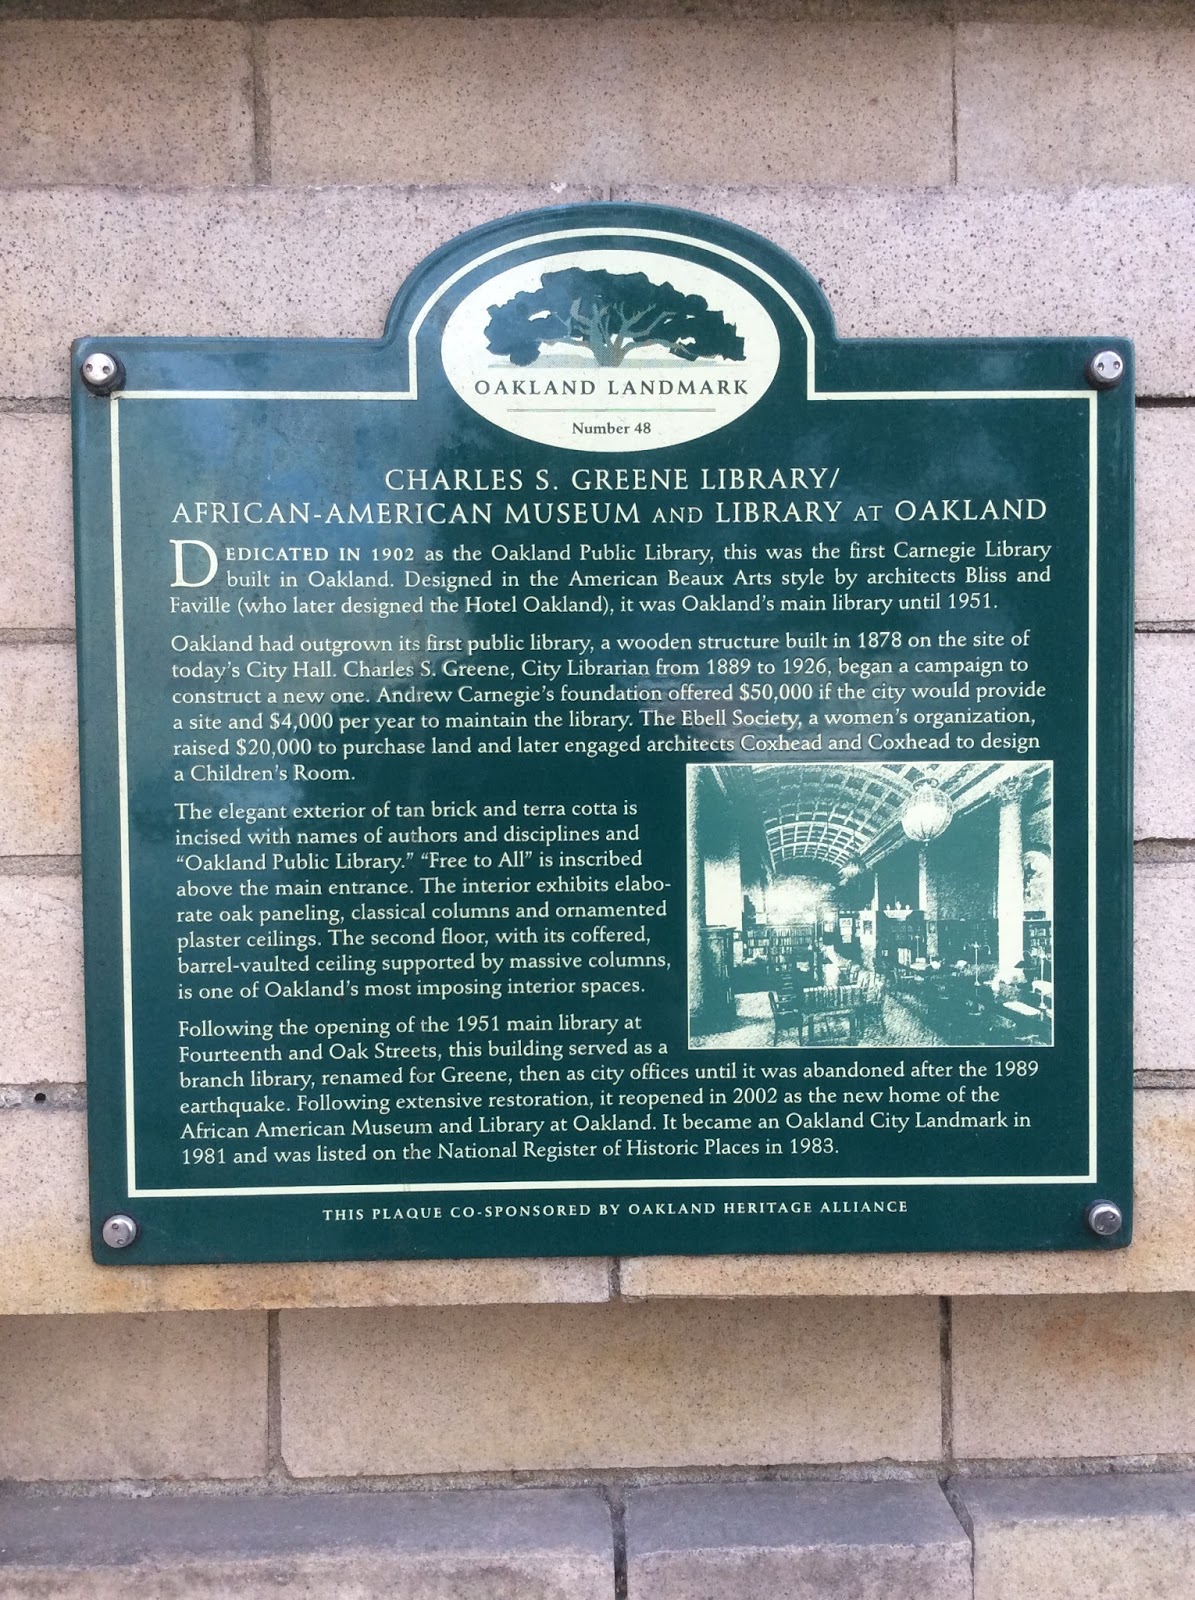 OAKLAND LANDMARK
Number 48
CHARLES S. GREENE LIBRARY/
AFRICAN-AMERICAN MUSEUM AND LIBRARY AT OAKLAND
DEDICATED IN 1902 as the Oakland Public Library, this was the first Carnegie Library
built in Oakland. Designed in the American Beaux Arts style by architects Bliss and
Faville (who later designed the Hotel Oakland), it was Oakland's main library until 1951.
Oakland had outgrown its first public library, a wooden structure built in 1878 on the site of
today's City Hall. Charles S. Greene, City Librarian from 1889 to 1926, began a campaign to
construct a new one. Andrew Carnegie's foundation offered $50,000 if the city would provide
a site and $4,000 per year to maintain the library. The Ebell Society, a women's organization,
raised $20,000 to purchase land and later engaged architects Coxhead and Coxhead to design
a Children's Room.
The elegant exterior of tan brick and terra cotta is
incised with names of authors and disciplines and
“Oakland Public Library.” “Free to All” is inscribed
above the main entrance. The interior exhibits elabo-
rate oak paneling, classical columns and ornamented
plaster ceilings. The second floor, with its coffered,
barrel-vaulted ceiling supported by massive columns,
is one of Oakland's most imposing interior spaces.
Following the opening of the 1951 main library at
Fourteenth and Oak Streets, this building served as a
branch library, renamed for Greene, then as city offices until it was abandoned after the 1989
earthquake. Following extensive restoration, it reopened in 2002 as the new home of the
African American Museum and Library at Oakland. It became an Oakland City Landmark in
1981 and was listed on the National Register of Historic Places in 1983.
THIS PLAQUE CO-SPONSORED BY OAKLAND HERITAGE ALLIANCE